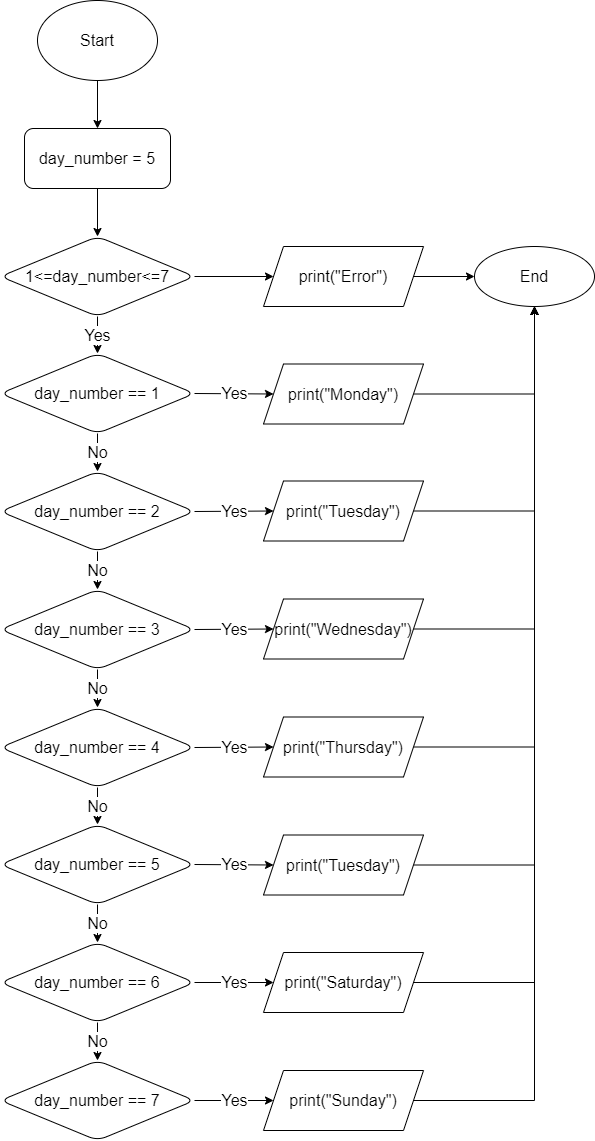 Start
day_number = 5
1<=day_number<=7
print("Error")
End
Yes
day_number == 1
Yes
print("Monday")
No
day_number == 2
Yes
print("Tuesday")
No
day_number == 3
Yes
print("Wednesday")
No
day_number == 4
Yes
print("Thursday")
No
day_number == 5
Yes
print("Tuesday")
No
day_number == 6
Yes
print("Saturday")
No
day_number == 7
Yes
print("Sunday")